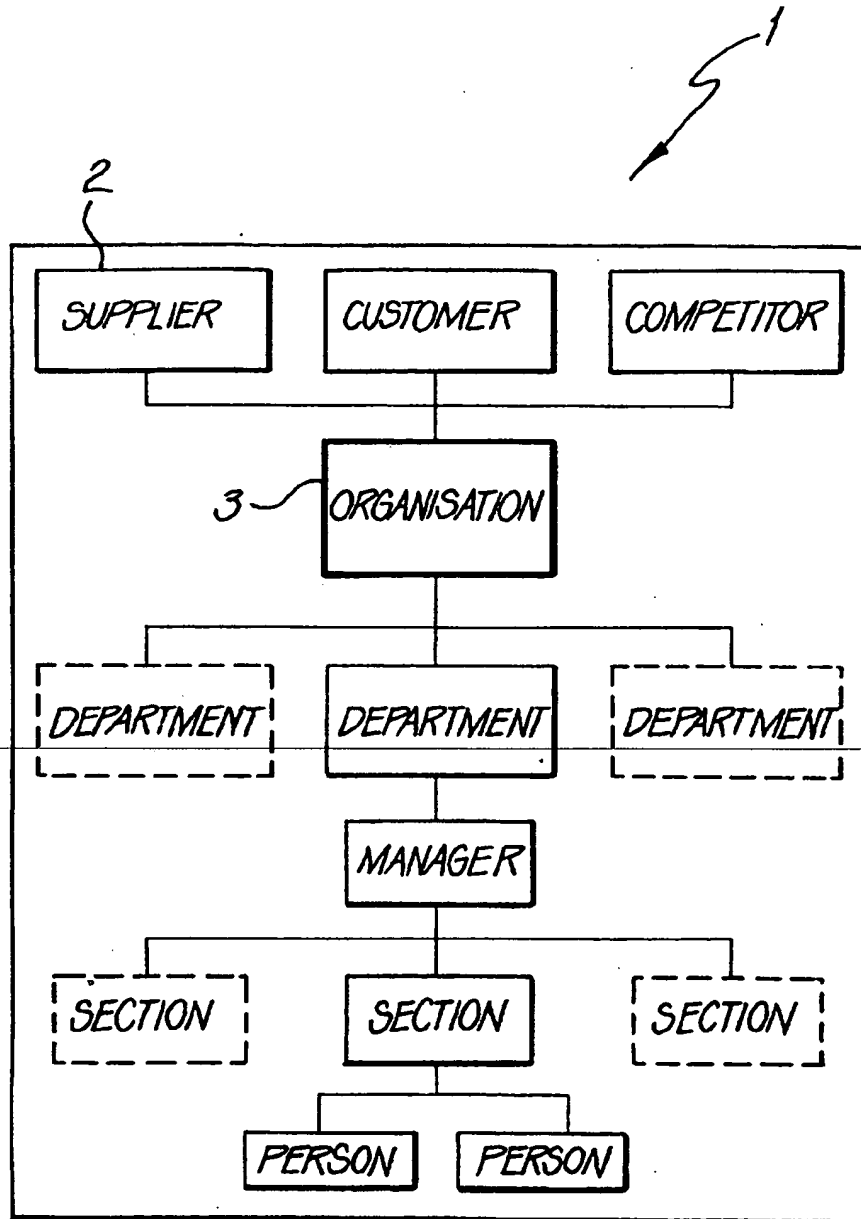 1
2
SUPPLIER CUSTOMER COMPETITOR
3 ORGANISATION
DEPARTMENT DEPARTMENT DEPARTMENT
MANAGER
SECTION SECTION SECTION
PERSON PERSON